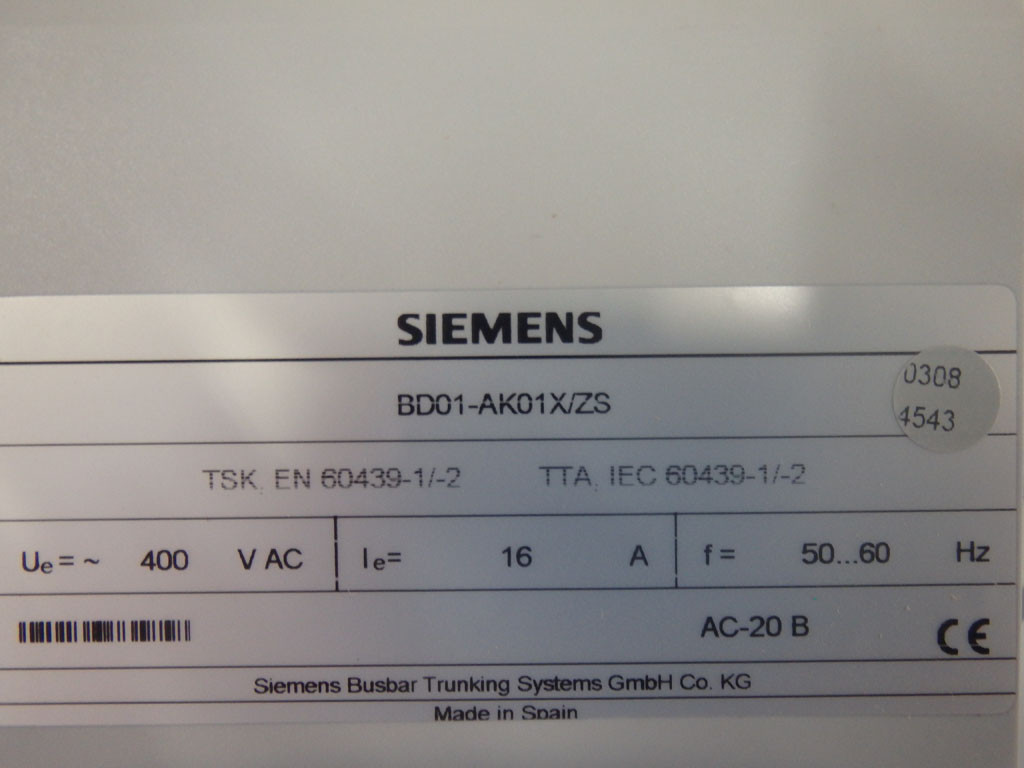 SIEMENS
BD01-AK01X/ZS
0308
4543
TSK, EN 60439-1/-2 TTA, IEC 60439-1/-2
Ue = ~ 400 V AC Ie= 16 A f = 50...60 Hz
AC-20 B CE
Siemens Busbar Trunking Systems GmbH Co. KG
Made in Spain